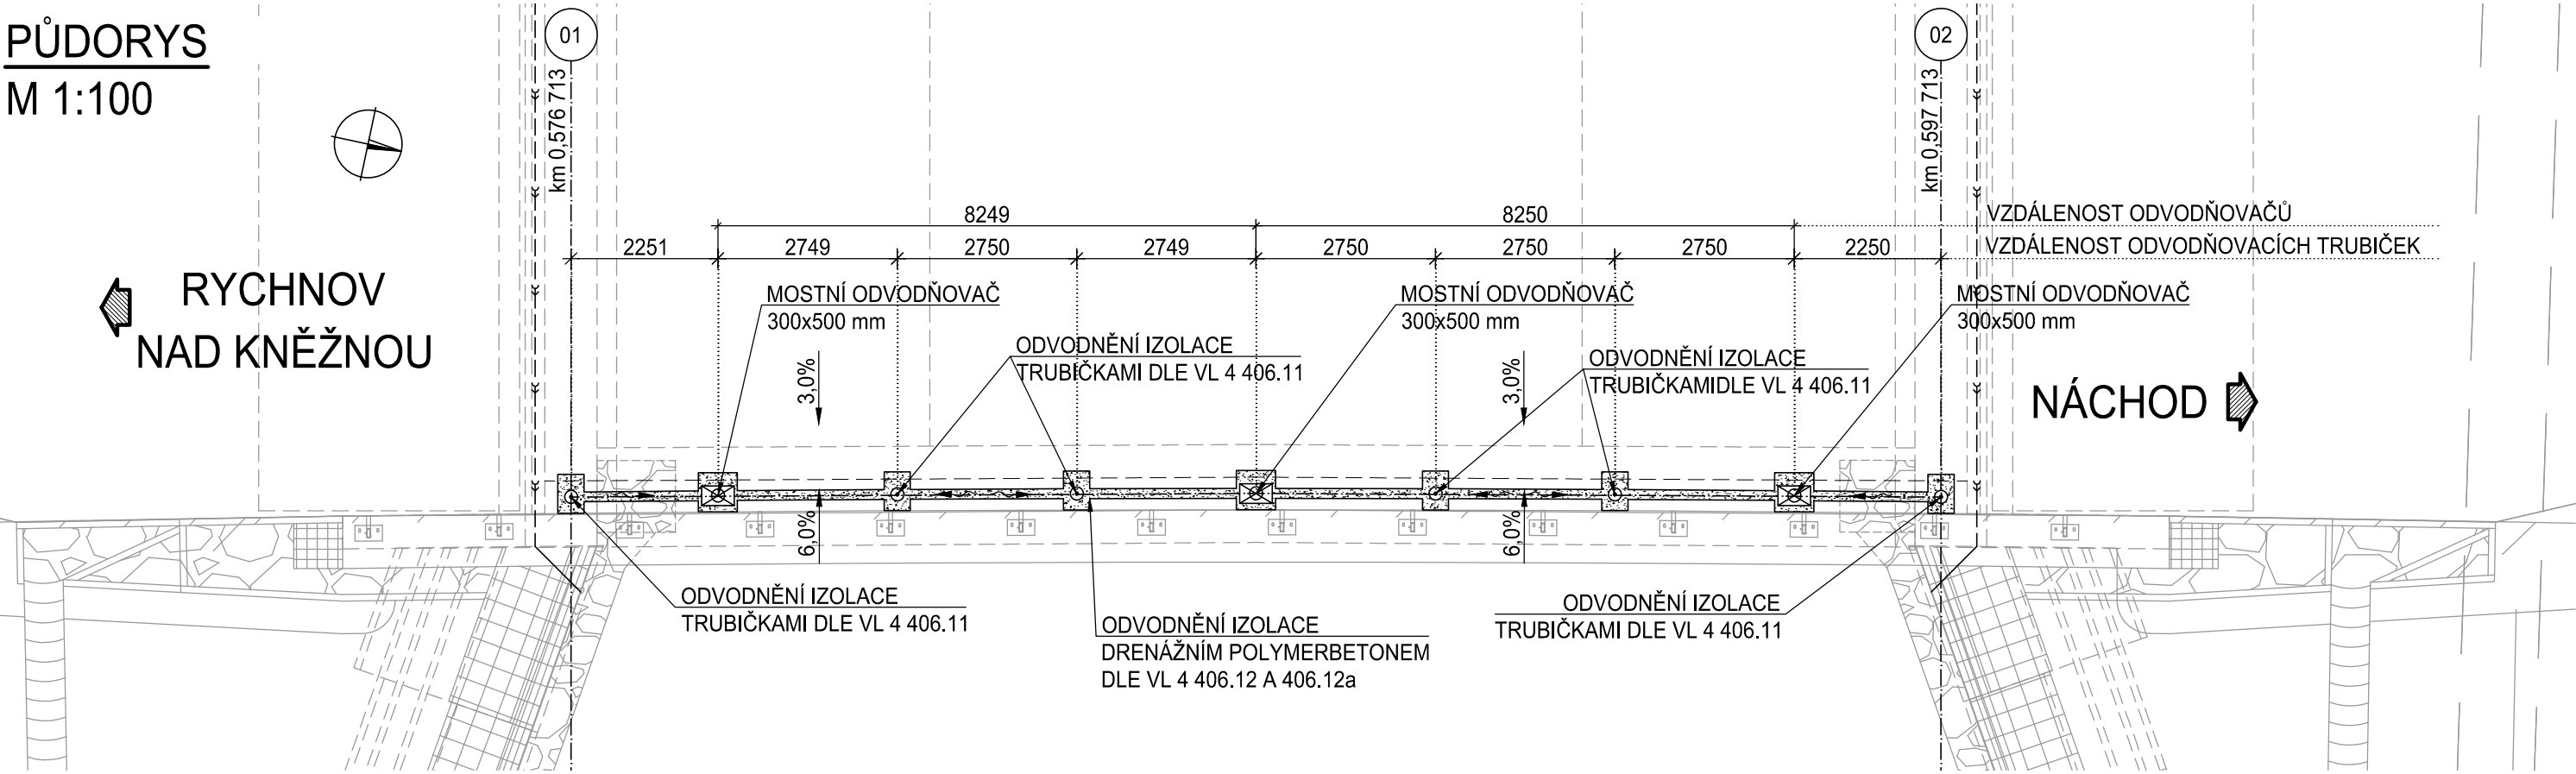 PŮDORYS
M 1:100
01
km 0,576 713
02
km 0,597 713
8249
8250
VZDÁLENOST ODVODŇOVAČŮ
2251
2749
2750
2749
2750
2750
2750
2250
VZDÁLENOST ODVODŇOVACÍCH TRUBIČEK
RYCHNOV
NAD KNĚŽNOU
MOSTNÍ ODVODŇOVAČ
300x500 mm
MOSTNÍ ODVODŇOVAČ
300x500 mm
MOSTNÍ ODVODŇOVAČ
300x500 mm
3,0%
ODVODNĚNÍ IZOLACE
TRUBIČKAMI DLE VL 4 406.11
3,0%
ODVODNĚNÍ IZOLACE
TRUBIČKAMIDLE VL 4 406.11
NÁCHOD
6,0%
6,0%
ODVODNĚNÍ IZOLACE
TRUBIČKAMI DLE VL 4 406.11
ODVODNĚNÍ IZOLACE
DRENÁŽNÍM POLYMERBETONEM
DLE VL 4 406.12 A 406.12a
ODVODNĚNÍ IZOLACE
TRUBIČKAMI DLE VL 4 406.11